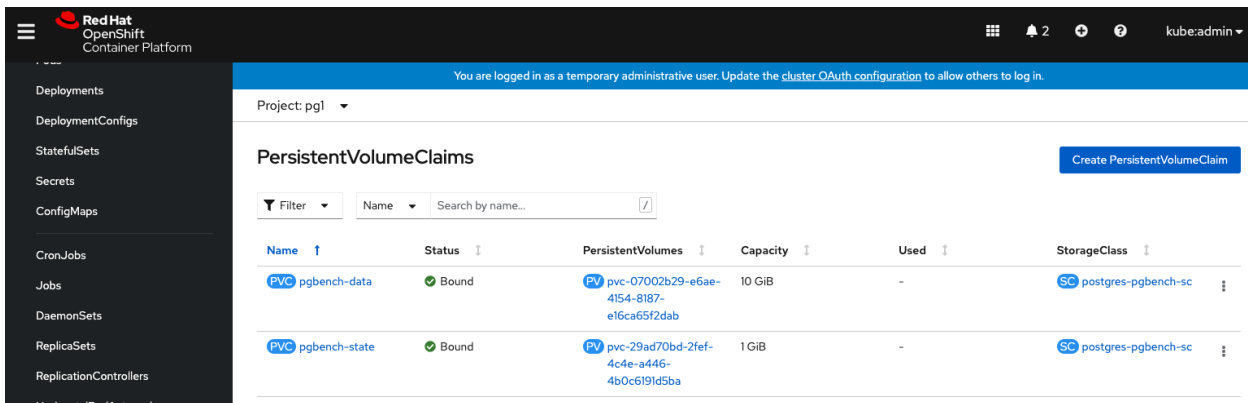 Red Hat
OpenShift
Container Platform
2
kube:admin
You are logged in as a temporary administrative user. Update the cluster OAuth configuration to allow others to log in.
Deployments
DeploymentConfigs
StatefulSets
Secrets
ConfigMaps
CronJobs
Jobs
DaemonSets
ReplicaSets
ReplicationControllers
Project: pg1
PersistentVolumeClaims
Create PersistentVolumeClaim
Filter Name Search by name... /
Name Status PersistentVolumes Capacity Used StorageClass
PVC pgbench-data Bound PV pvc-07002b29-e6ae- 10 GiB - SC postgres-pgbench-sc
4154-8187-
e16ca65f2dab
PVC pgbench-state Bound PV pvc-29ad70bd-2fef- 1 GiB - SC postgres-pgbench-sc
4c4e-a446-
4b0c6191d5ba